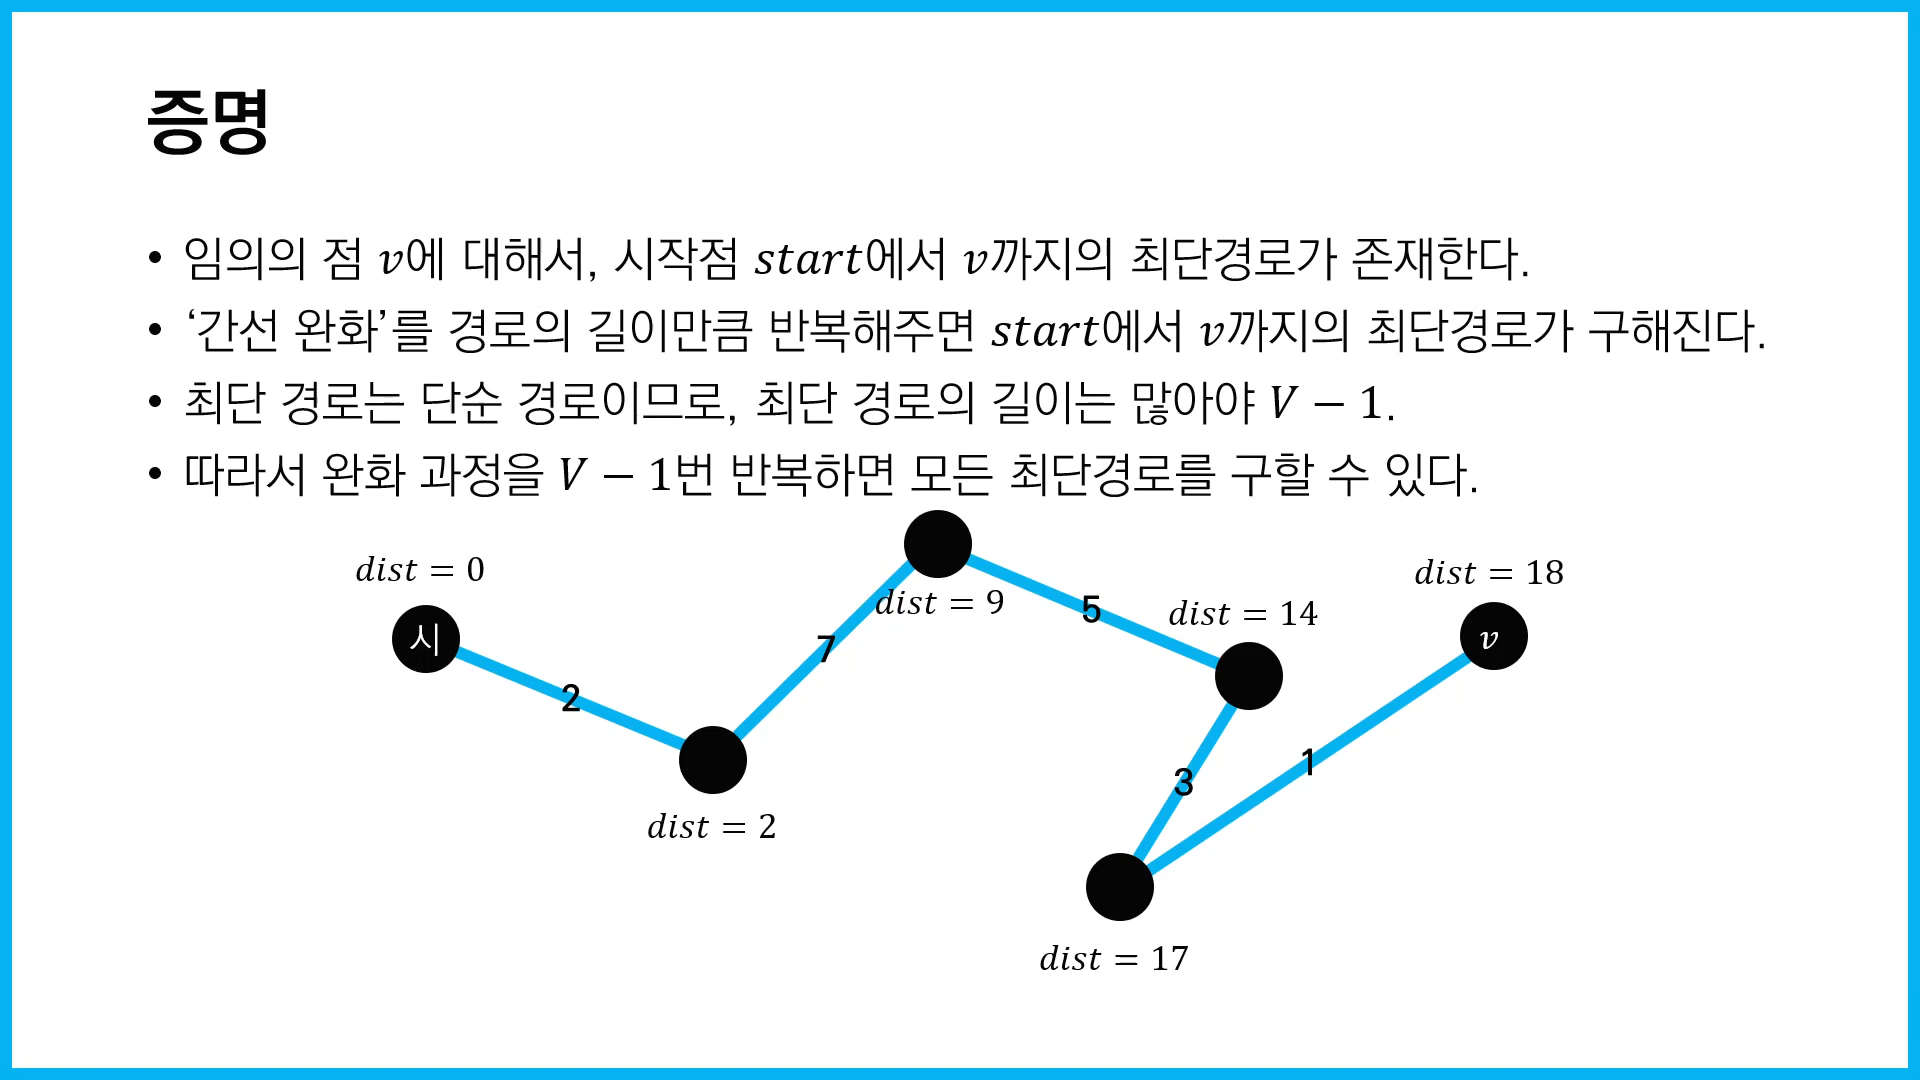 증명
• 임의의 점 v에 대해서, 시작점 start에서 v까지의 최단경로가 존재한다.
• ‘간선 완화’를 경로의 길이만큼 반복해주면 start에서 v까지의 최단경로가 구해진다.
• 최단 경로는 단순 경로이므로, 최단 경로의 길이는 많아야 V − 1.
• 따라서 완화 과정을 V − 1번 반복하면 모든 최단경로를 구할 수 있다.
dist = 0
시
2
dist = 2
7
dist = 9
5
dist = 14
3
dist = 17
1
dist = 18
v